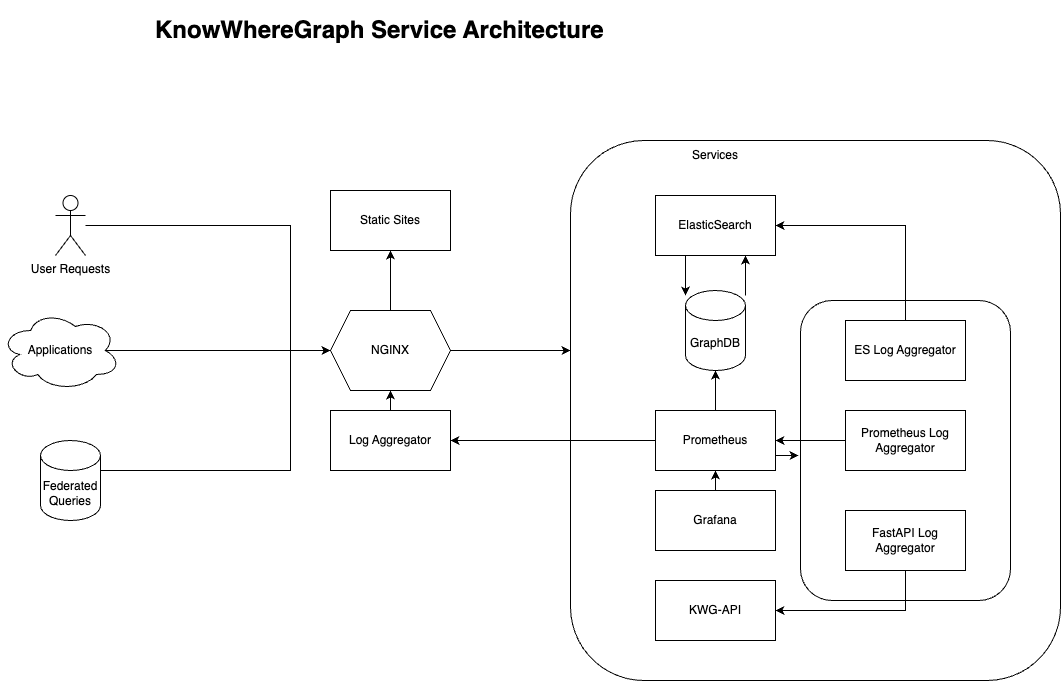 KnowWhereGraph Service Architecture
Services
User Requests
Applications
Federated
Queries
Static Sites
NGINX
Log Aggregator
ElasticSearch
GraphDB
Prometheus
Grafana
KWG-API
ES Log Aggregator
Prometheus Log
Aggregator
FastAPI Log
Aggregator